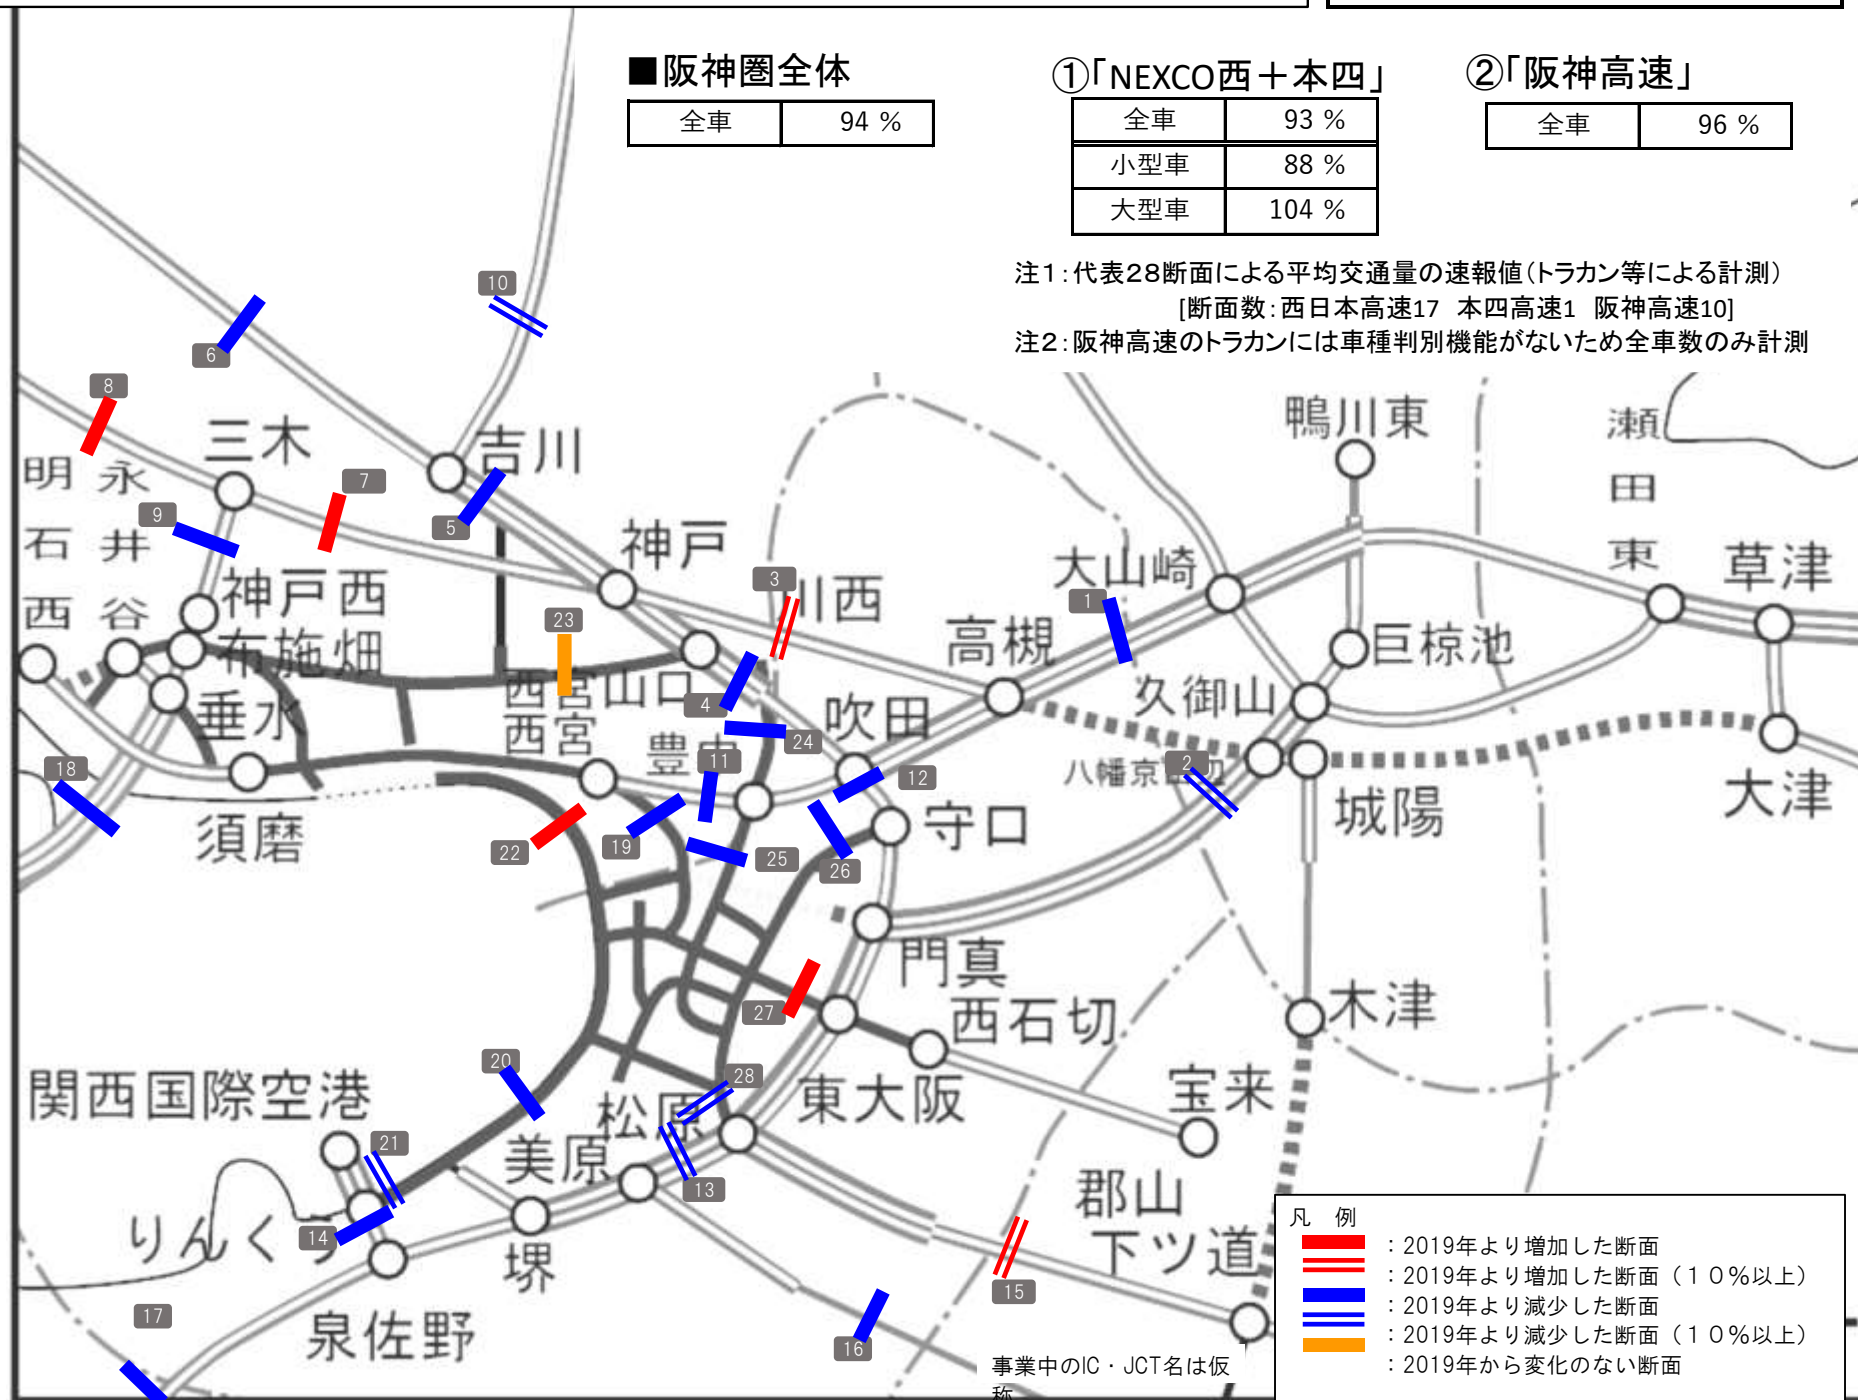 ■阪神圏全体
全車 94 %
①「NEXCO西＋本四」
全車 93 %
小型車 88 %
大型車 104 %
②「阪神高速」
全車 96 %
注1：代表28断面による平均交通量の速報値（トラカン等による計測）
[断面数：西日本高速17 本四高速1 阪神高速10]
注2：阪神高速のトラカンには車種判別機能がないため全車数のみ計測
10
6
8
三木
吉川
鴨川東
瀬田東
明石西
永井谷
7
9
5
神戸
大山崎
草津
3
川西
1
神戸西
布施畑
23
高槻
巨椋池
西宮山口
4
久御山
垂水
西宮
吹田
24
豊中
11
12
八幡京田辺
2
18
大津
城陽
須磨
22
19
25
26
守口
門真
27
西石切
木津
20
関西国際空港
28
松原
東大阪
宝来
21
美原
13
郡山
下ツ道
りんくう
14
堺
15
17
泉佐野
16
事業中のIC・JCT名は仮
称
凡　例
：2019年より増加した断面
：2019年より増加した断面（１０％以上）
：2019年より減少した断面
：2019年より減少した断面（１０％以上）
：2019年から変化のない断面